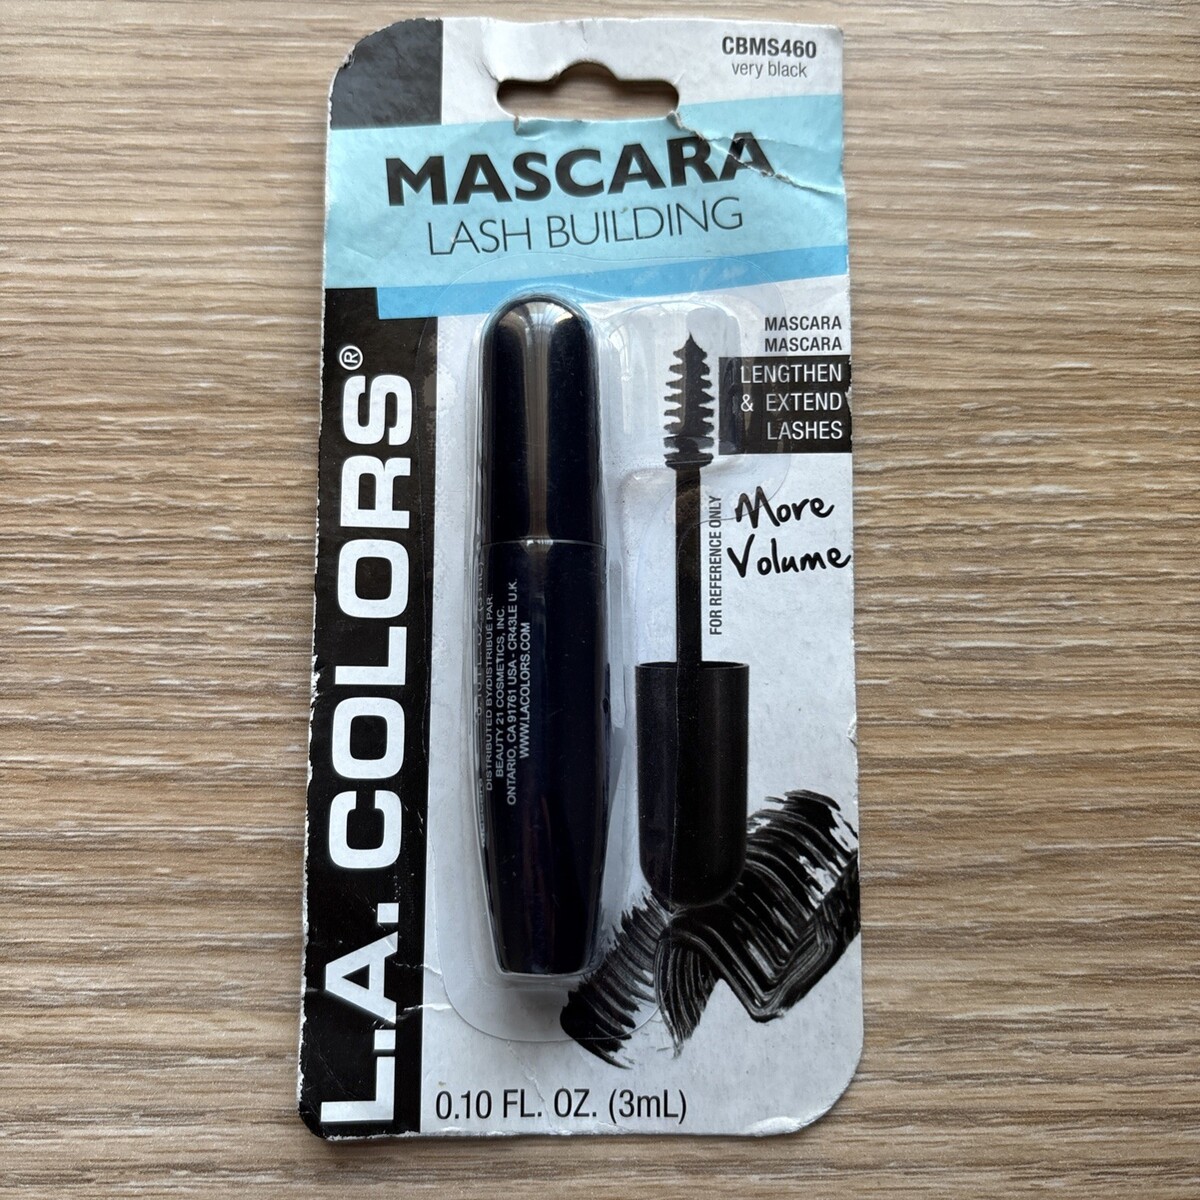 CBMS460
very black
MASCARA
LASH BUILDING
L.A. COLORS®
MASCARA
MASCARA
LENGTHEN
& EXTEND
LASHES
More
Volume
FOR REFERENCE ONLY
DISTRIBUTED BY/DISTRIBUE PAR:
BEAUTY 21 COSMETICS, INC.
ONTARIO, CA 91761 USA - CR43LE U.K.
WWW.LACOLORS.COM
0.10 FL. OZ. (3mL)